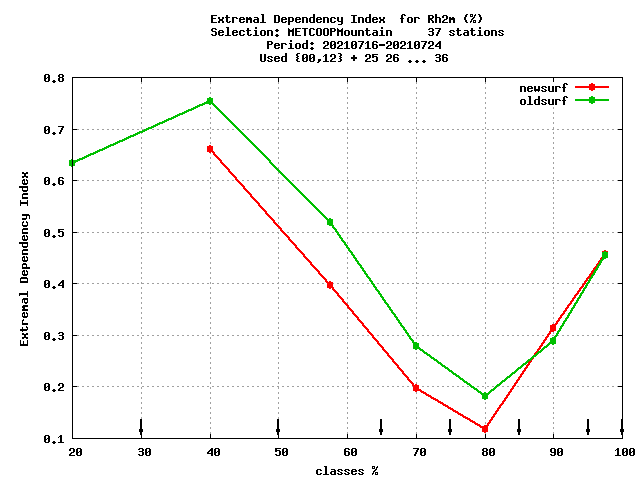 Extremal Dependency Index  for Rh2m (%)
Selection: METCOOPMountain     37 stations
Period: 20210716-20210724
Used {00,12} + 25 26 ... 36
newsurf
oldsurf
0.8
0.7
0.6
0.5
0.4
0.3
0.2
0.1
Extremal Dependency Index
20 30 40 50 60 70 80 90 100
classes %